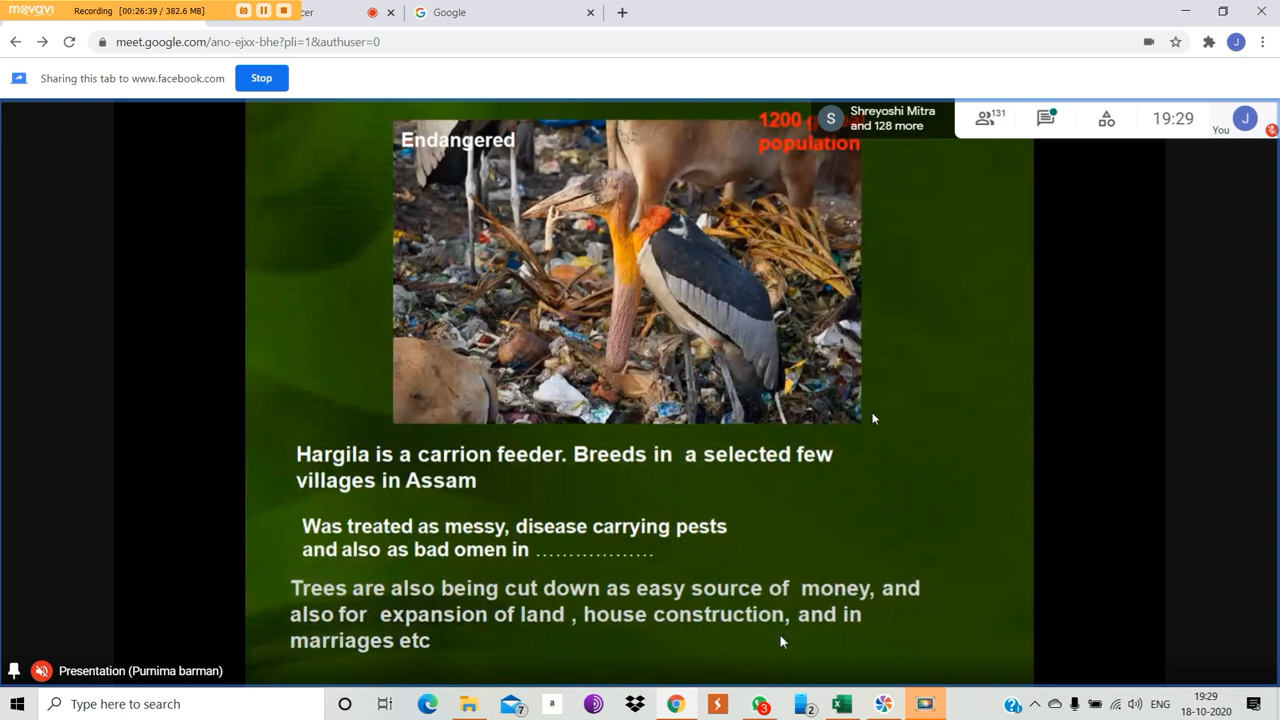 movavi
Recording (00:26:39 / 382.6 MB)
cer
Google
meet.google.com/ano-ejxx-bhe?pli=1&authuser=0
J
Sharing this tab to www.facebook.com
Stop
Endangered
1200
population
S
Shreyoshi Mitra
and 128 more
131
19:29
You
J
Hargila is a carrion feeder. Breeds in a selected few
villages in Assam
Was treated as messy, disease carrying pests
and also as bad omen in ..................
Trees are also being cut down as easy source of money, and
also for expansion of land , house construction, and in
marriages etc
Presentation (Purnima barman)
Type here to search
7
a
3
2
ENG
19:29
18-10-2020